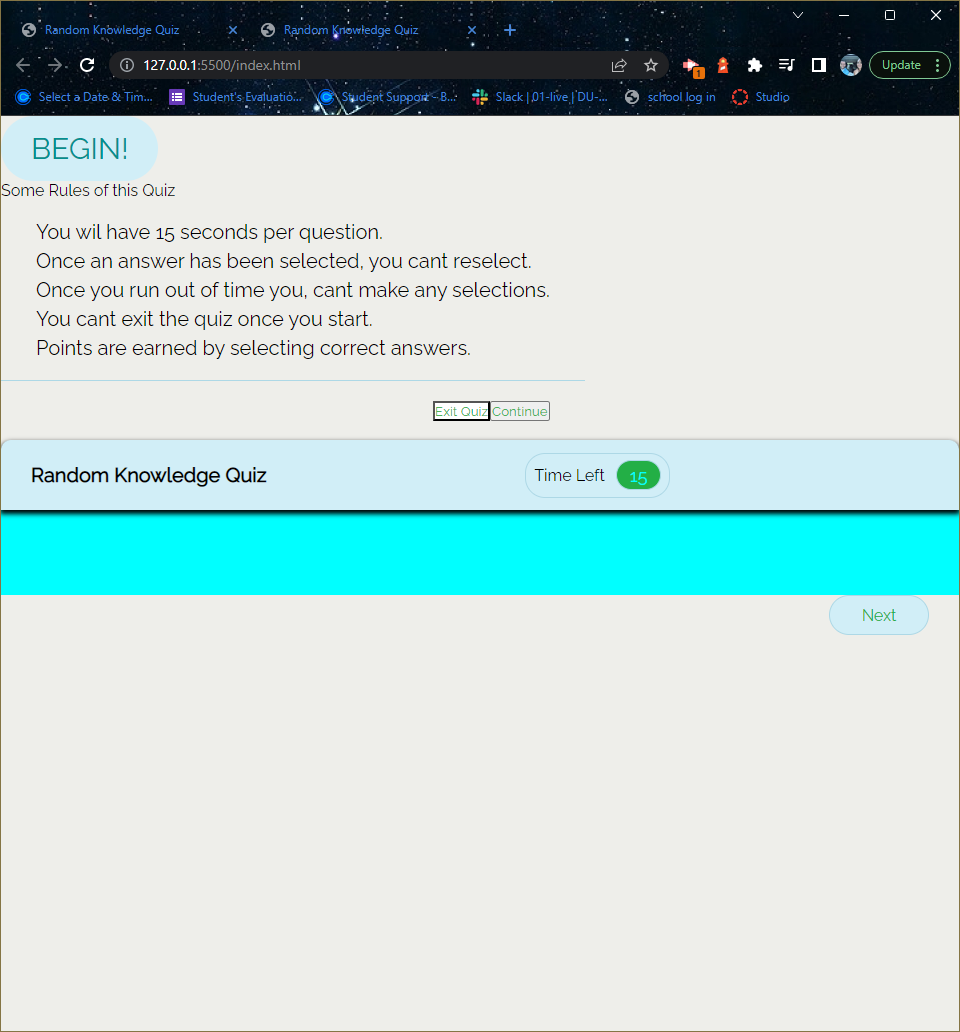 Random Knowledge Quiz Random Knowledge Quiz
127.0.0.1:5500/index.html 1 Update
Select a Date & Tim... Student's Evaluatio... Student Support - B... Slack | 01-live | DU-... school log in Studio
BEGIN!
Some Rules of this Quiz
You wil have 15 seconds per question.
Once an answer has been selected, you cant reselect.
Once you run out of time you, cant make any selections.
You cant exit the quiz once you start.
Points are earned by selecting correct answers.
Exit Quiz Continue
Random Knowledge Quiz Time Left 15
Next